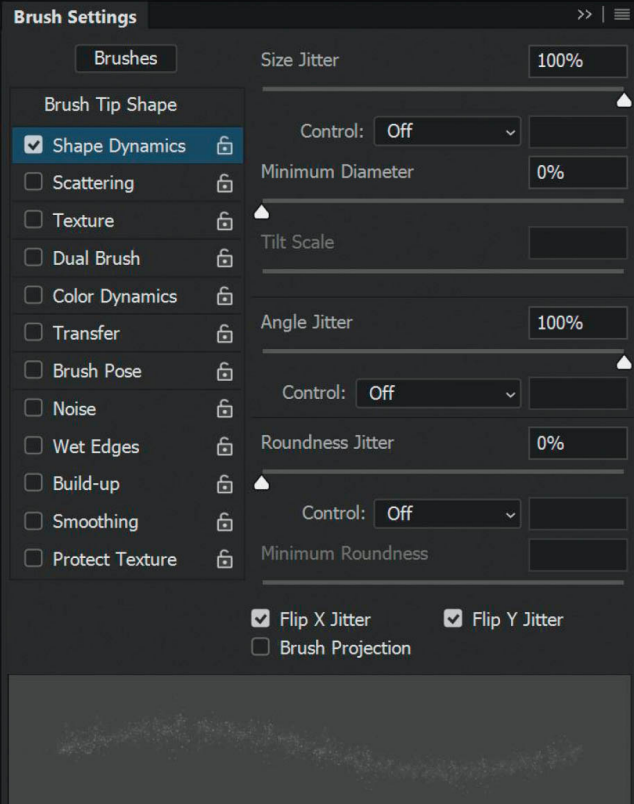 Brush Settings
Brushes
Brush Tip Shape
Shape Dynamics
Scattering
Texture
Dual Brush
Color Dynamics
Transfer
Brush Pose
Noise
Wet Edges
Build-up
Smoothing
Protect Texture
Size Jitter 100%
Control: Off
Minimum Diameter 0%
Tilt Scale
Angle Jitter 100%
Control: Off
Roundness Jitter 0%
Control: Off
Minimum Roundness
Flip X Jitter Flip Y Jitter
Brush Projection